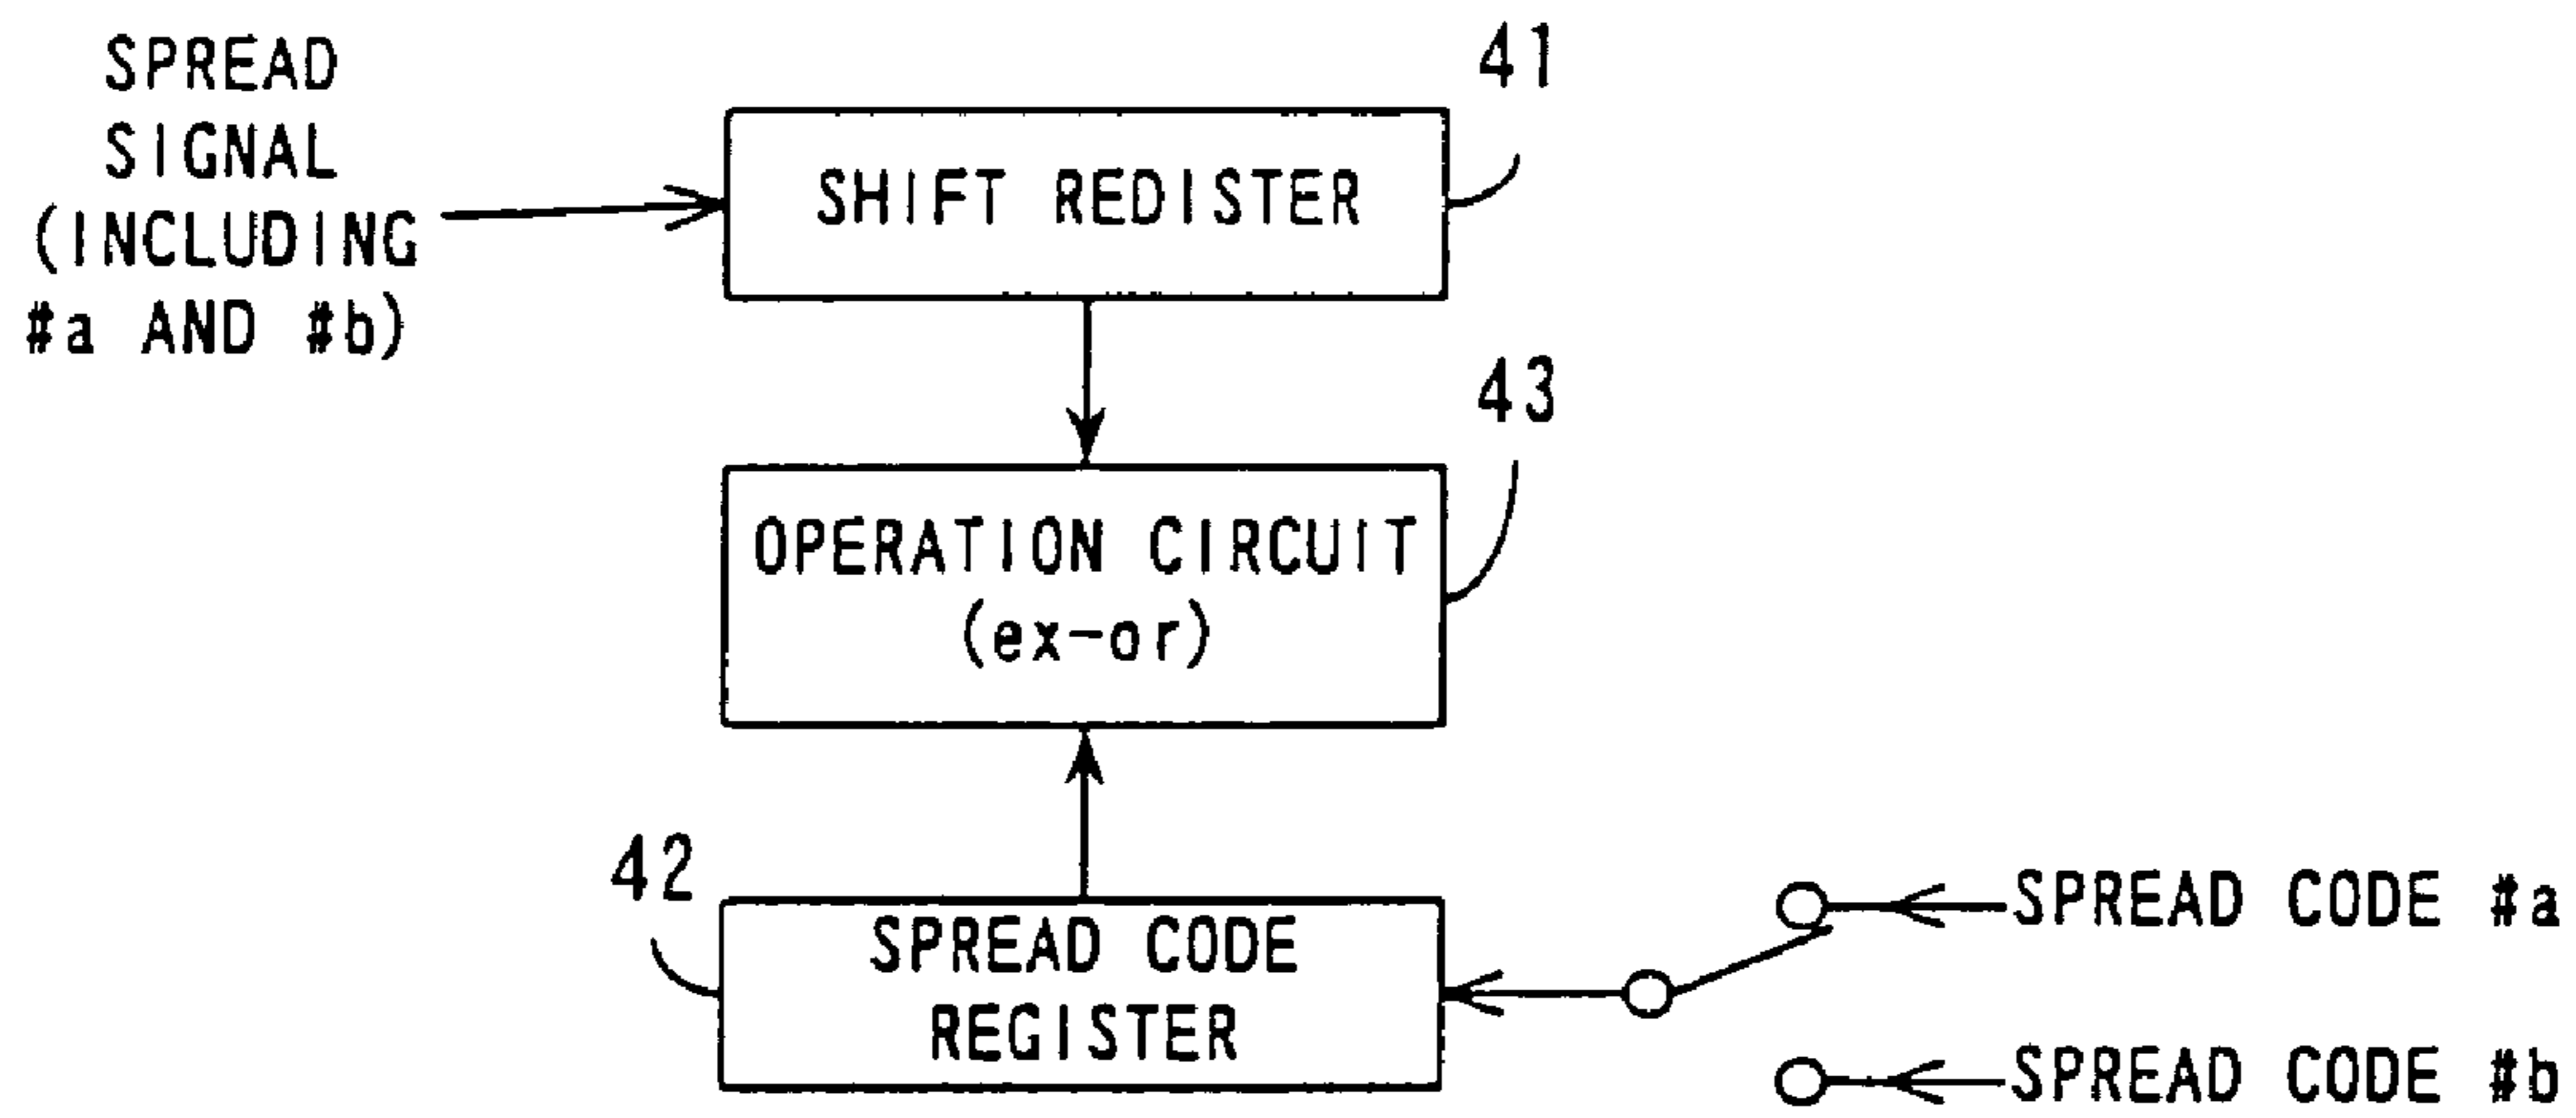 SPREAD
SIGNAL
(INCLUDING
#a AND #b)
41
SHIFT REDISTER
43
OPERATION CIRCUIT
(ex-or)
42
SPREAD CODE
REGISTER
SPREAD CODE #a
SPREAD CODE #b